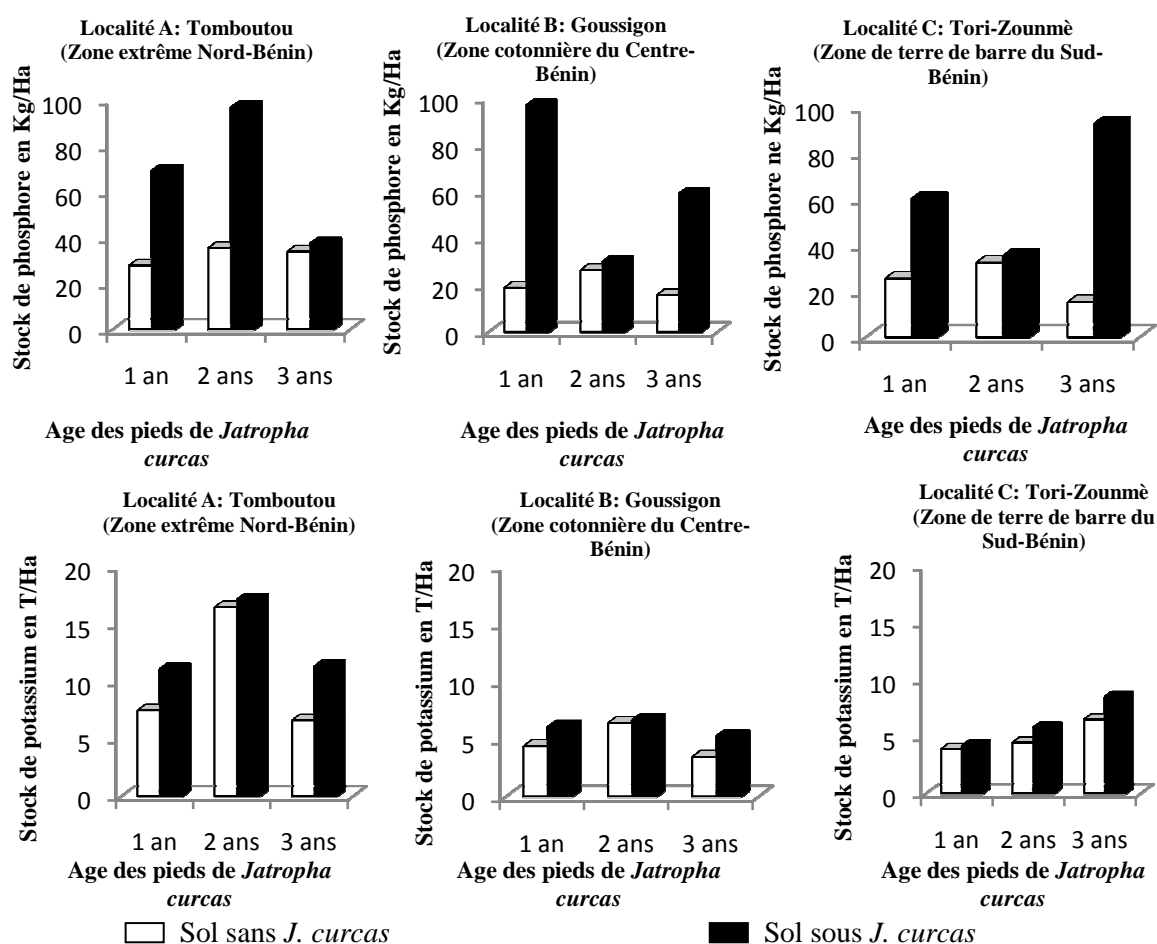 Localité A: Tomboutou
(Zone extrême Nord-Bénin)
Stock de phosphore en Kg/Ha
100
80
60
40
20
0
1 an 2 ans 3 ans
Age des pieds de Jatropha
curcas
Localité B: Goussigon
(Zone cotonnière du Centre-
Bénin)
Stock de phosphore en Kg/Ha
100
80
60
40
20
0
1 an 2 ans 3 ans
Age des pieds de Jatropha
curcas
Localité C: Tori-Zounmè
(Zone de terre de barre du Sud-
Bénin)
Stock de phosphore ne Kg/Ha
100
80
60
40
20
0
1 an 2 ans 3 ans
Age des pieds de Jatropha
curcas
Localité A: Tomboutou
(Zone extrême Nord-Bénin)
Stock de potassium en T/Ha
20
15
10
5
0
1 an 2 ans 3 ans
Age des pieds de Jatropha
curcas
Localité B: Goussigon
(Zone cotonnière du Centre-
Bénin)
Stock de potassium en T/Ha
20
15
10
5
0
1 an 2 ans 3 ans
Age des pieds de Jatropha
curcas
Localité C: Tori-Zounmè
(Zone de terre de barre du
Sud-Bénin)
Stock de potassium en T/Ha
20
15
10
5
0
1 an 2 ans 3 ans
Age des pieds de Jatropha
curcas
Sol sans J. curcas
Sol sous J. curcas